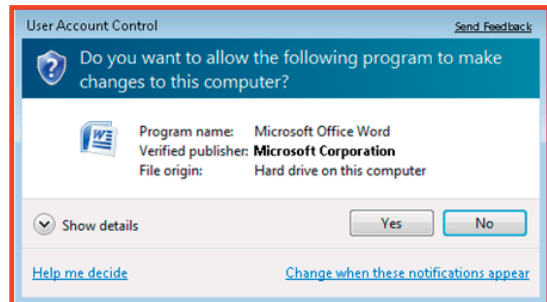 User Account Control
Send Feedback
Do you want to allow the following program to make
changes to this computer?
Program name: Microsoft Office Word
Verified publisher: Microsoft Corporation
File origin: Hard drive on this computer
Show details
Yes
No
Help me decide
Change when these notifications appear